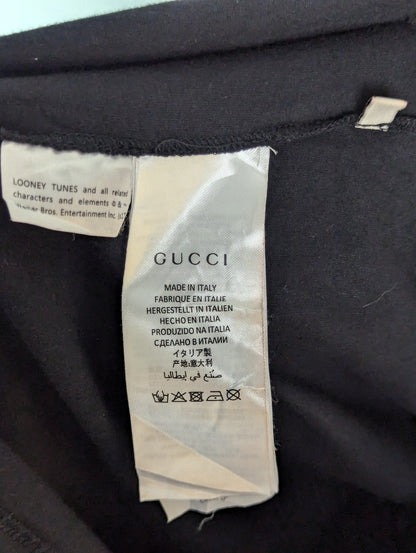 LOONEY TUNES and all related
characters and elements © &
Bros. Entertainment Inc.
GUCCI
MADE IN ITALY
FABRIQUE EN ITALIE
HERGESTELLT IN ITALIEN
HECHO EN ITALIA
PRODUZIDO NA ITALIA
СДЕЛАНО В ИТАЛИИ
イタリア製
产地:意大利
صنع في إيطاليا